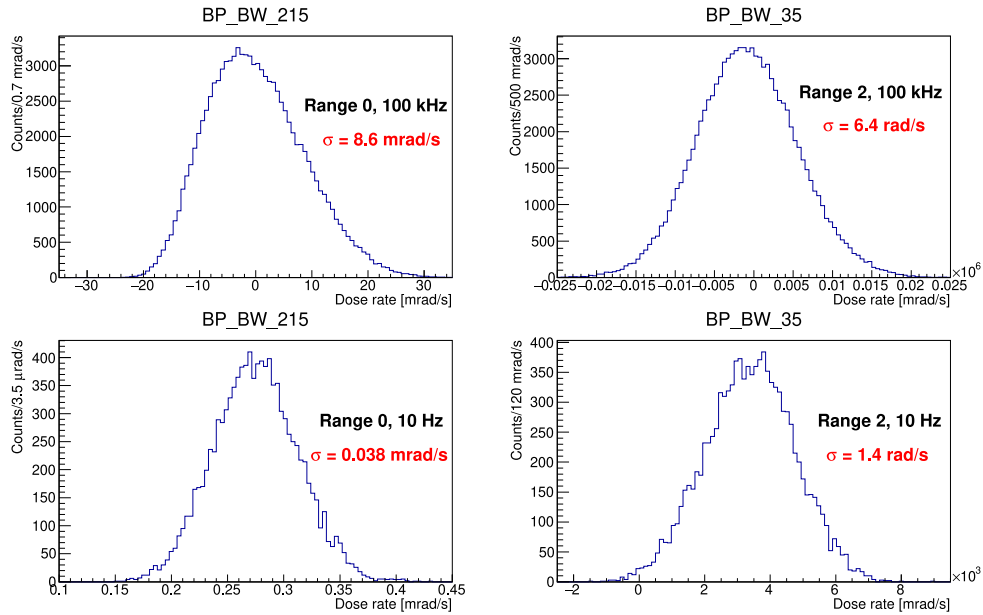 BP_BW_215
Counts/0.7 mrad/s
3000
2500
2000
1500
1000
500
0
Range 0, 100 kHz
σ = 8.6 mrad/s
−30 −20 −10 0 10 20 30
Dose rate [mrad/s]
BP_BW_35
Counts/500 mrad/s
3000
2500
2000
1500
1000
500
0
Range 2, 100 kHz
σ = 6.4 rad/s
×10⁶
−0.025 −0.02 −0.015 −0.01 −0.005 0 0.005 0.01 0.015 0.02 0.025
Dose rate [mrad/s]
BP_BW_215
Counts/3.5 μrad/s
400
350
300
250
200
150
100
50
0
Range 0, 10 Hz
σ = 0.038 mrad/s
0.1 0.15 0.2 0.25 0.3 0.35 0.4 0.45
Dose rate [mrad/s]
BP_BW_35
Counts/120 mrad/s
400
350
300
250
200
150
100
50
0
Range 2, 10 Hz
σ = 1.4 rad/s
×10³
−2 0 2 4 6 8
Dose rate [mrad/s]